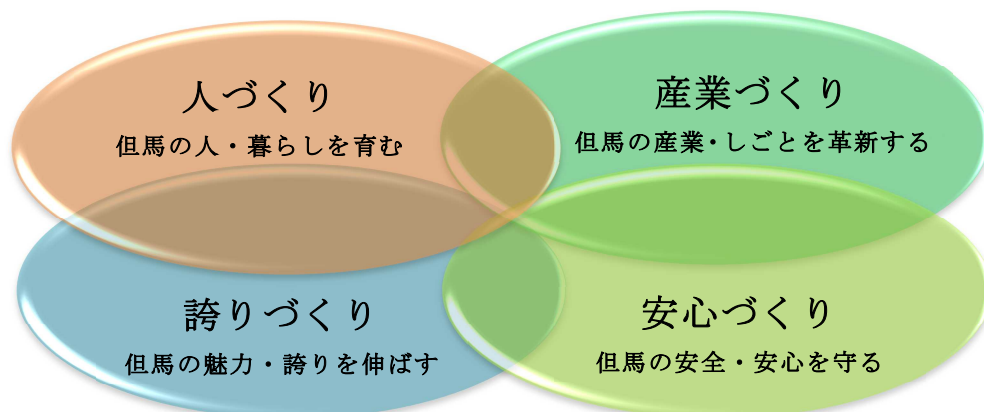 人づくり
但馬の人・暮らしを育む
産業づくり
但馬の産業・しごとを革新する
誇りづくり
但馬の魅力・誇りを伸ばす
安心づくり
但馬の安全・安心を守る